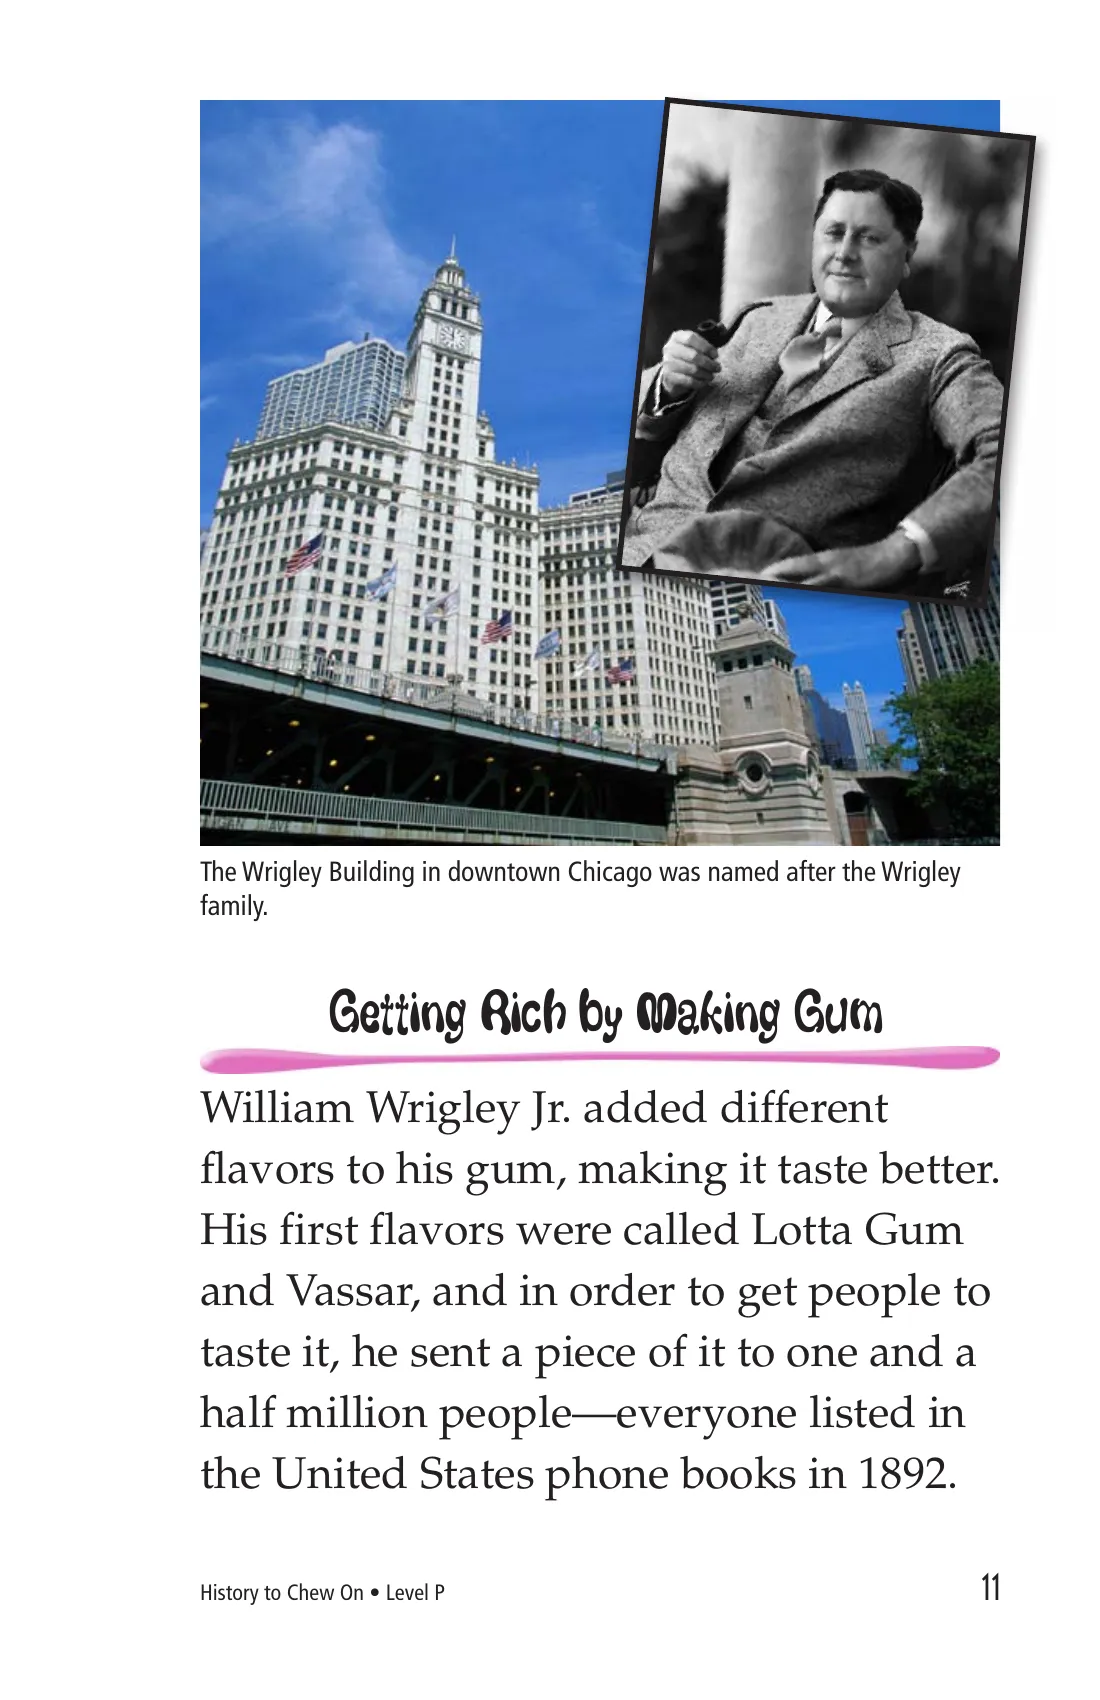 The Wrigley Building in downtown Chicago was named after the Wrigley
family.
Getting Rich by Making Gum
William Wrigley Jr. added different
flavors to his gum, making it taste better.
His first flavors were called Lotta Gum
and Vassar, and in order to get people to
taste it, he sent a piece of it to one and a
half million people—everyone listed in
the United States phone books in 1892.
History to Chew On • Level P
11